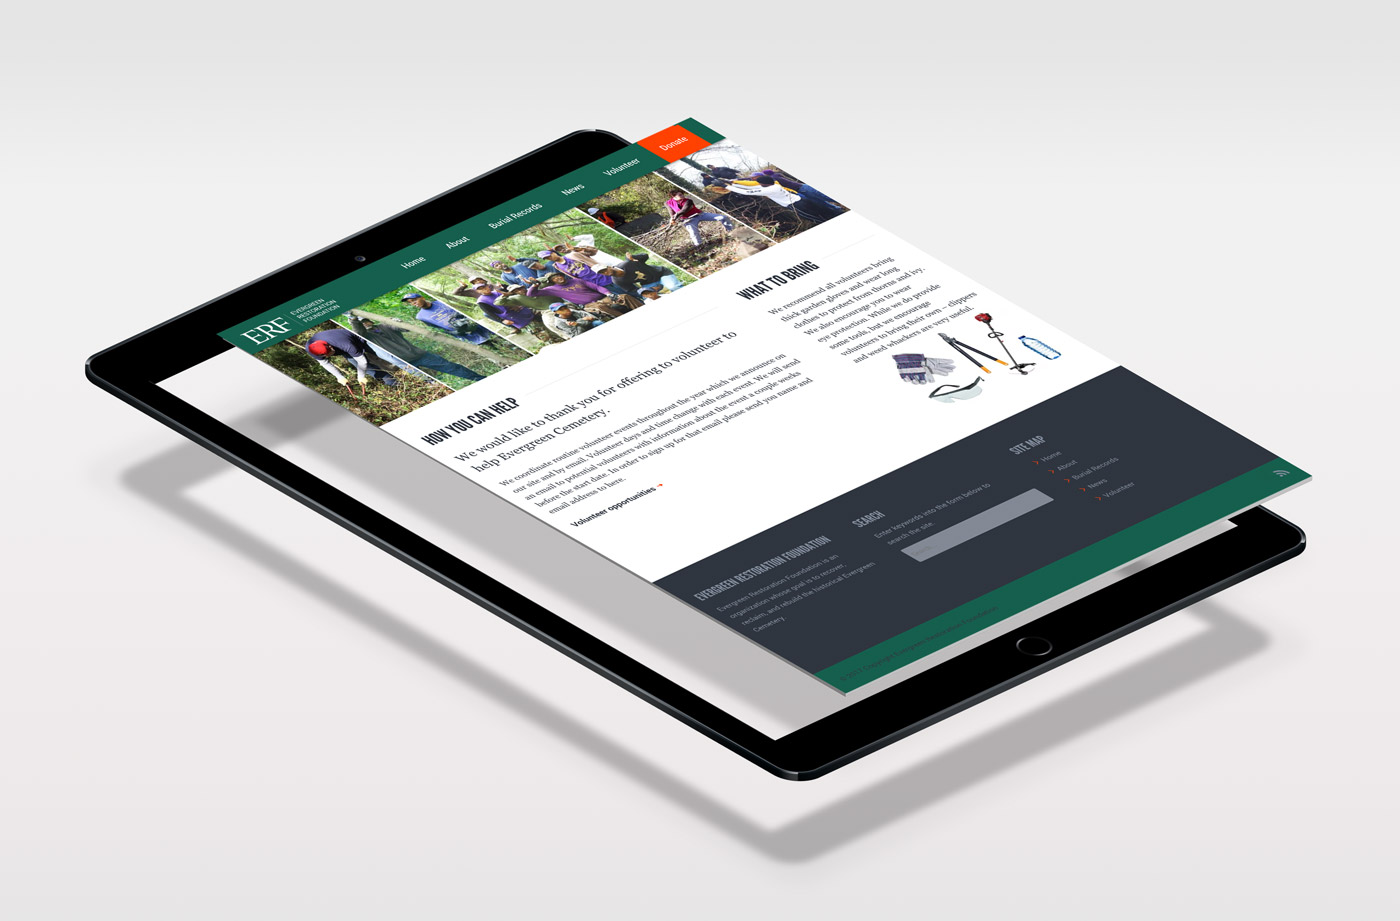 ERF
EVERGREEN
RESTORATION
FOUNDATION
Home
About
Burial Records
News
Volunteer
Donate
HOW YOU CAN HELP
We would like to thank you for offering to volunteer to
help Evergreen Cemetery.
We coordinate routine volunteer events throughout the year which we announce on
our site and by email. Volunteer days and time change with each event. We will send
an email to potential volunteers with information about the event a couple weeks
before the start date. In order to sign up for that email please send you name and
email address to here.
Volunteer opportunities
WHAT TO BRING
We recommend all volunteers bring
thick garden gloves and wear long
clothes to protect from thorns and ivy.
We also encourage you to wear
eye protection. While we do provide
some tools, but we encourage
volunteers to bring their own – clippers
and weed whackers are very useful.
EVERGREEN RESTORATION FOUNDATION
Evergreen Restoration Foundation is an
organization whose goal is to recover,
reclaim, and rebuild the historical Evergreen
Cemetery.
SEARCH
Enter keywords into the form below to
search the site.
SITE MAP
Home
About
Burial Records
News
Volunteer
Copyright Evergreen Restoration Foundation